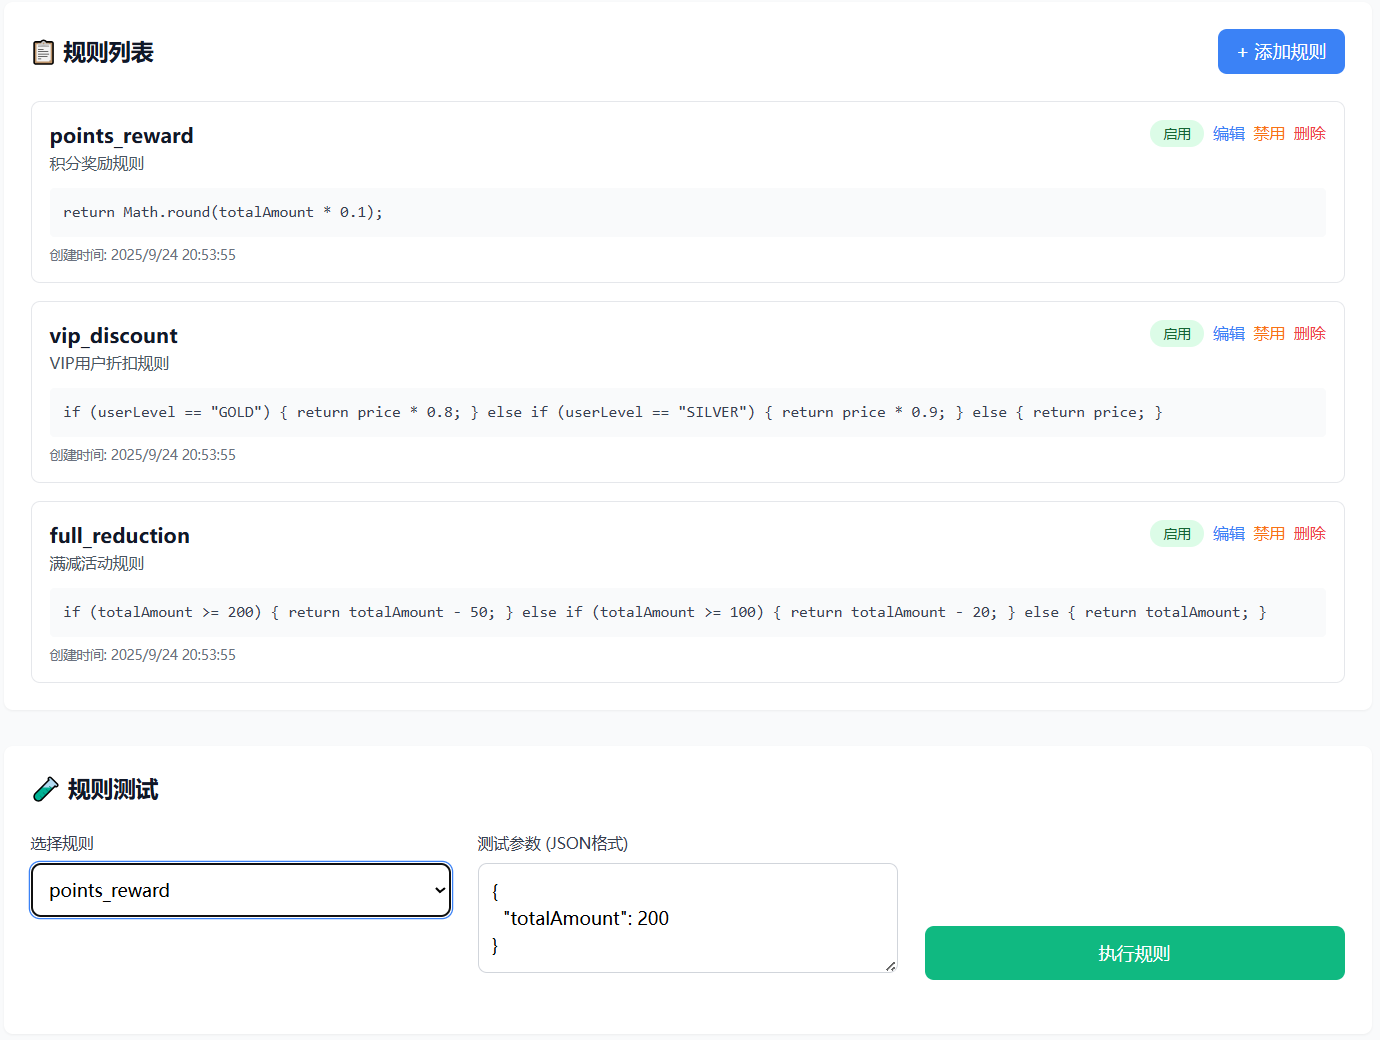 规则列表
+ 添加规则
points_reward
启用 编辑 禁用 删除
积分奖励规则
return Math.round(totalAmount * 0.1);
创建时间: 2025/9/24 20:53:55
vip_discount
启用 编辑 禁用 删除
VIP用户折扣规则
if (userLevel == "GOLD") { return price * 0.8; } else if (userLevel == "SILVER") { return price * 0.9; } else { return price; }
创建时间: 2025/9/24 20:53:55
full_reduction
启用 编辑 禁用 删除
满减活动规则
if (totalAmount >= 200) { return totalAmount - 50; } else if (totalAmount >= 100) { return totalAmount - 20; } else { return totalAmount; }
创建时间: 2025/9/24 20:53:55
规则测试
选择规则
points_reward
测试参数 (JSON格式)
{
"totalAmount": 200
}
执行规则